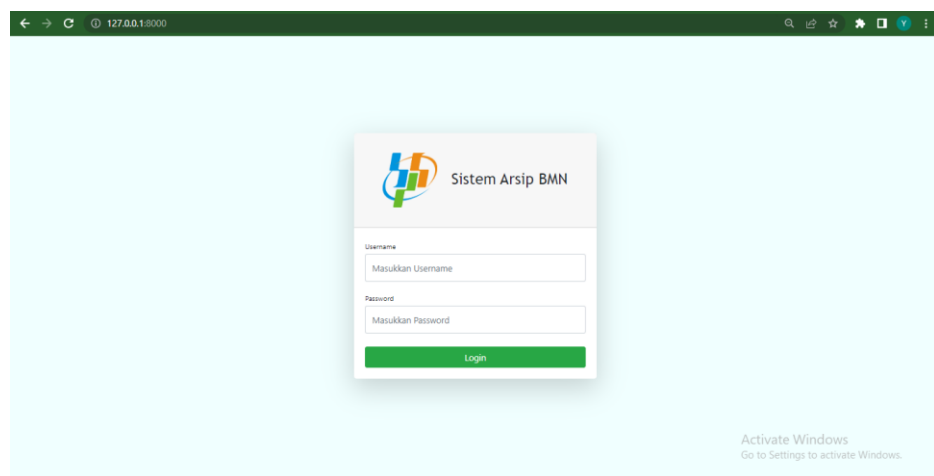 127.0.0.1:8000
Y
Sistem Arsip BMN
Username
Masukkan Username
Password
Masukkan Password
Login
Activate Windows
Go to Settings to activate Windows.